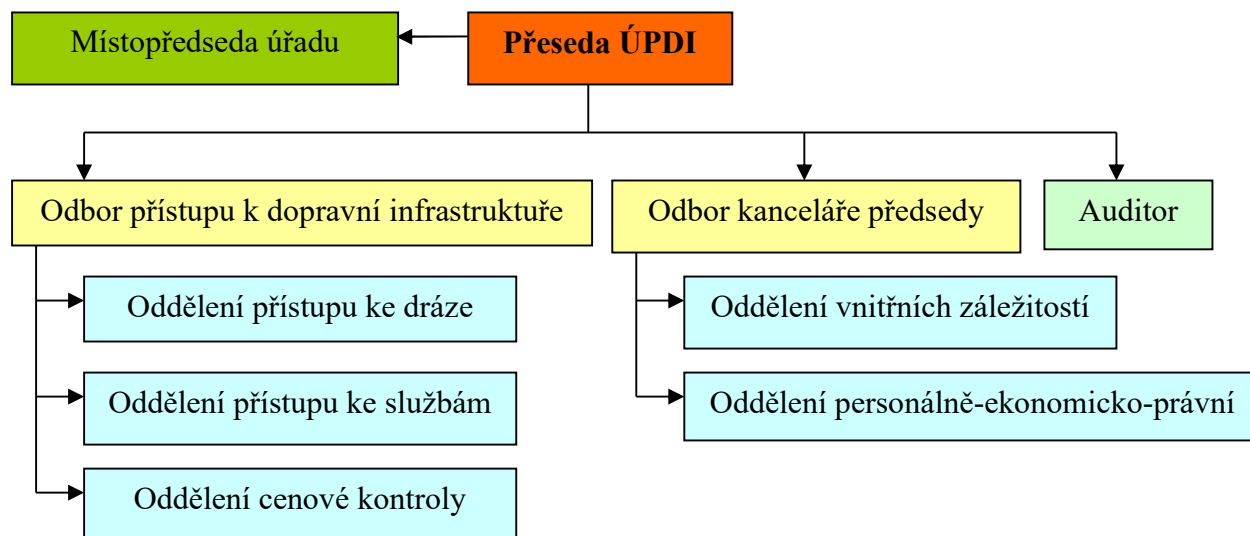 Místopředseda úřadu
Přeseda ÚPDI
Odbor přístupu k dopravní infrastruktuře
Odbor kanceláře předsedy
Auditor
Oddělení přístupu ke dráze
Oddělení vnitřních záležitostí
Oddělení přístupu ke službám
Oddělení personálně-ekonomicko-právní
Oddělení cenové kontroly